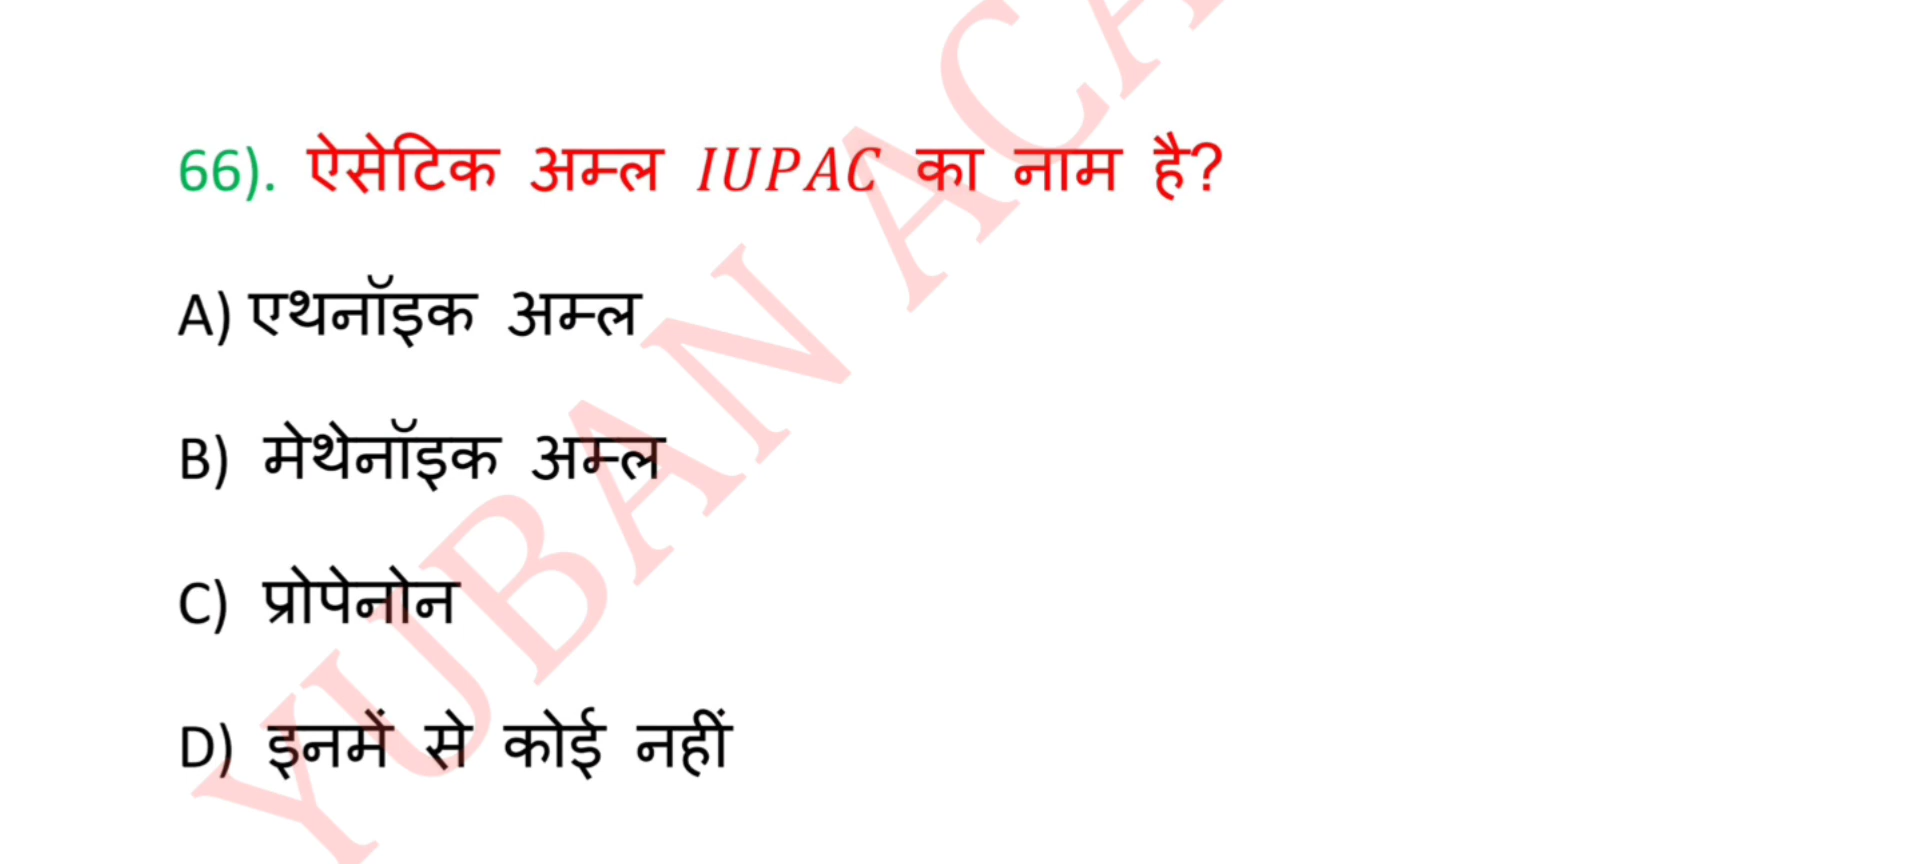 66). ऐसेटिक अम्ल IUPAC का नाम है?
A) एथनॉइक अम्ल
B) मेथेनॉइक अम्ल
C) प्रोपेनोन
D) इनमें से कोई नहीं
YUBAN ACA